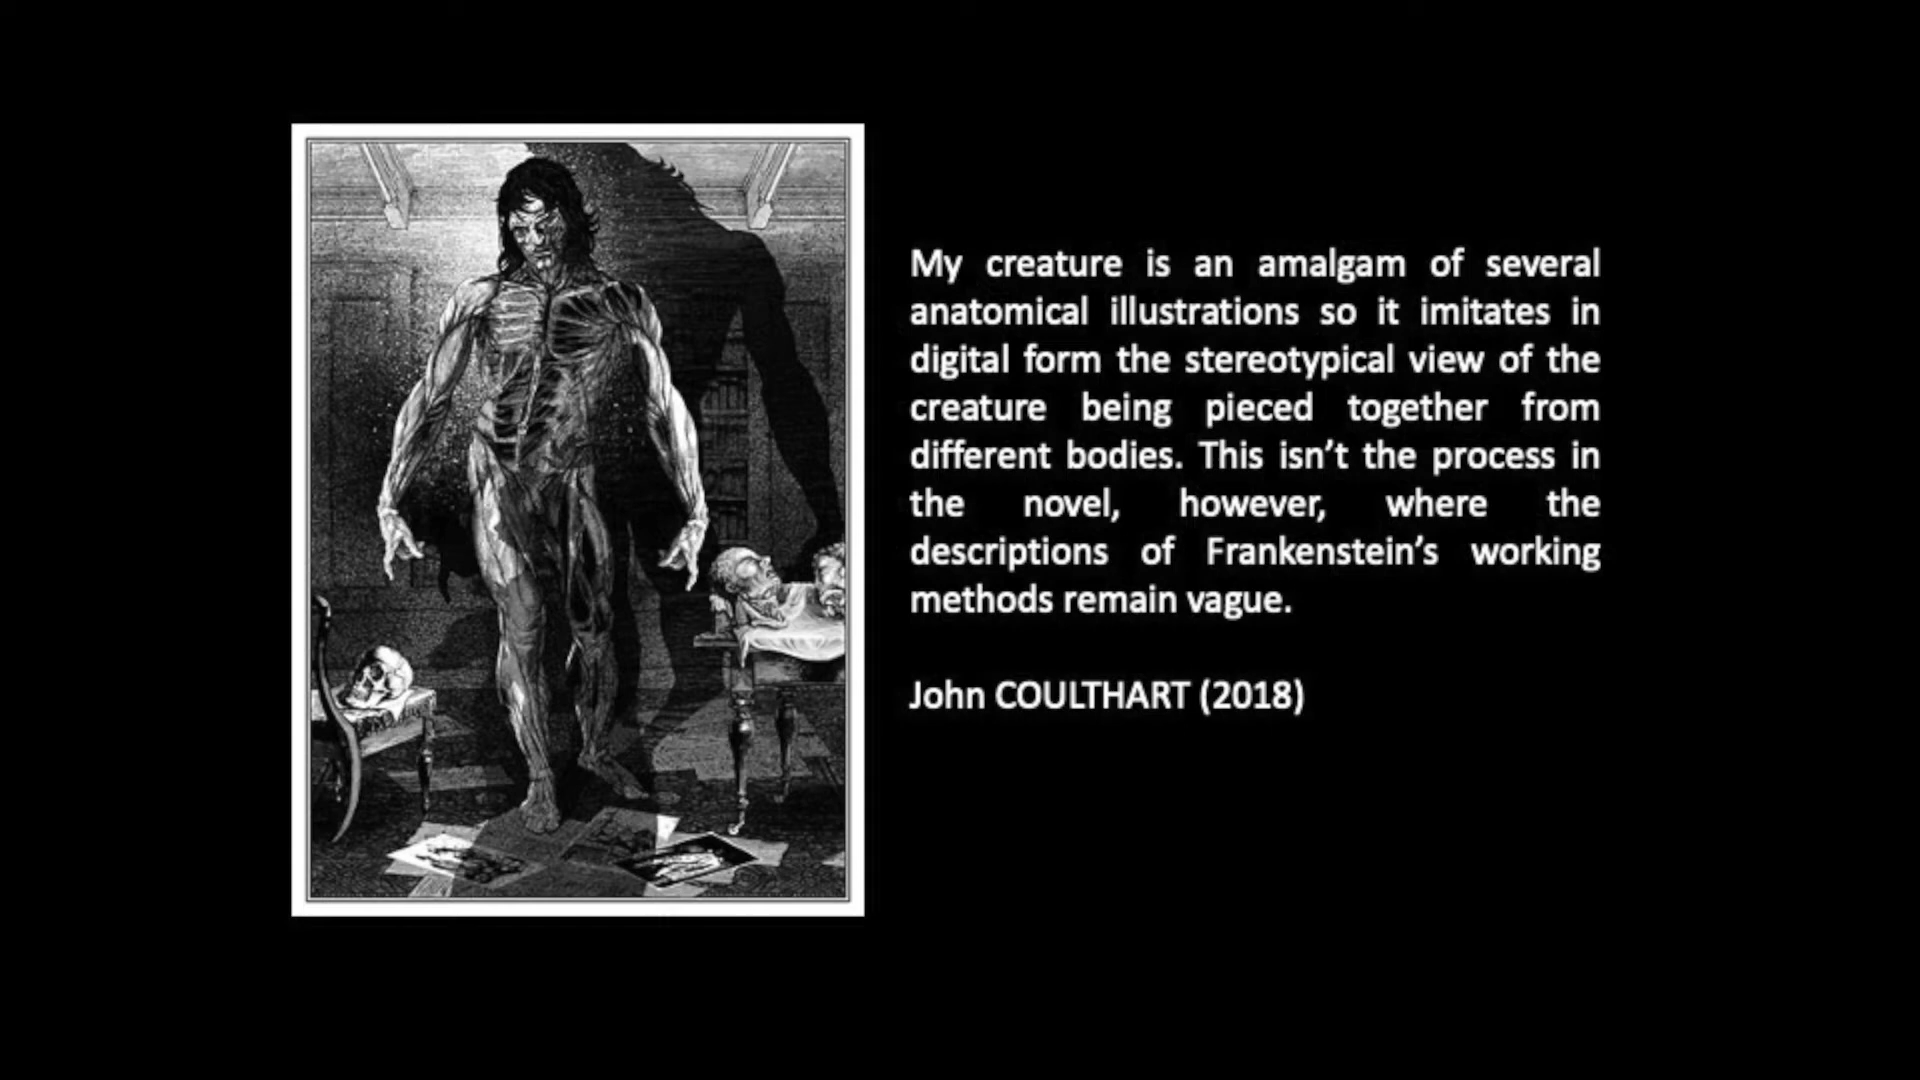 My creature is an amalgam of several
anatomical illustrations so it imitates in
digital form the stereotypical view of the
creature being pieced together from
different bodies. This isn’t the process in
the novel, however, where the
descriptions of Frankenstein’s working
methods remain vague.
John COULTHART (2018)